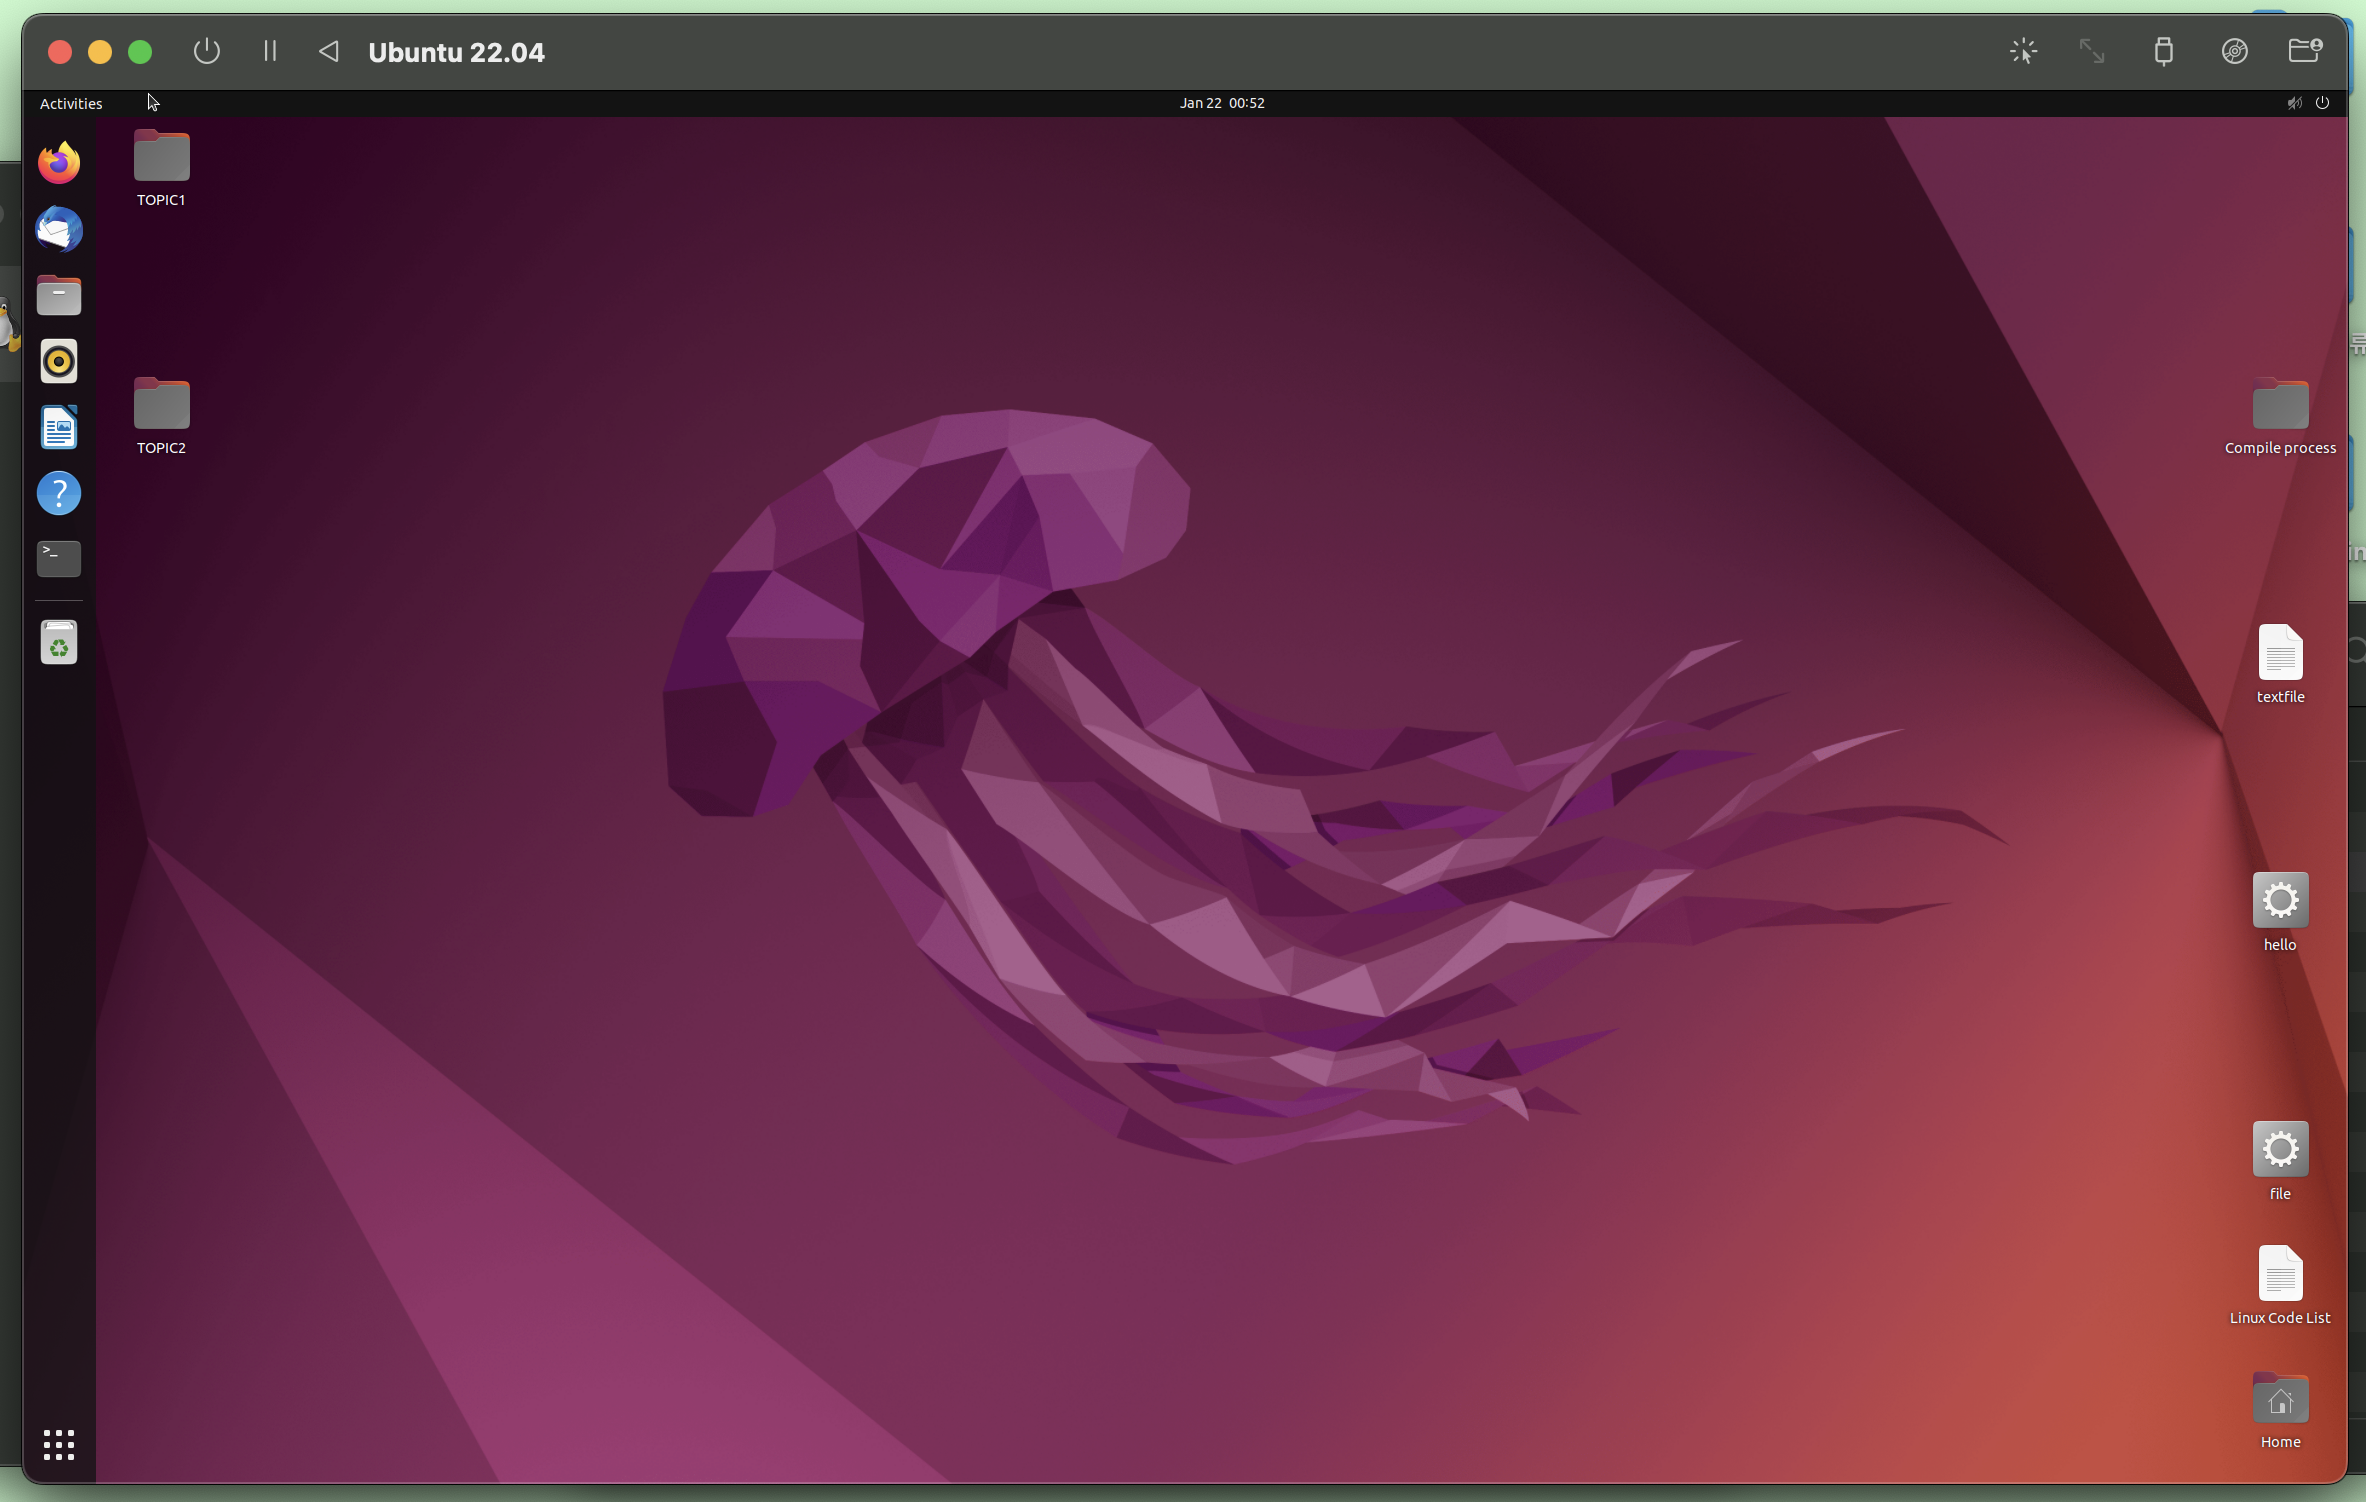 Ubuntu 22.04
Activities
Jan 22 00:52
TOPIC1
TOPIC2
Compile process
textfile
hello
file
Linux Code List
Home
>_
?